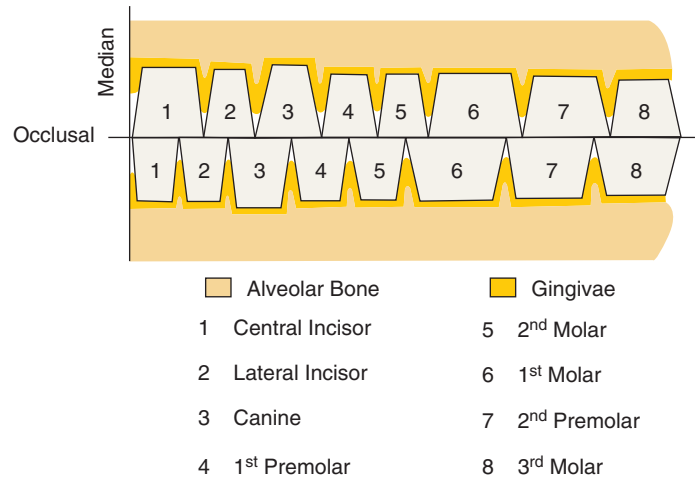 Median
1 2 3 4 5 6 7 8
Occlusal
1 2 3 4 5 6 7 8
Alveolar Bone
Gingivae
1 Central Incisor
5 2nd Molar
2 Lateral Incisor
6 1st Molar
3 Canine
7 2nd Premolar
4 1st Premolar
8 3rd Molar